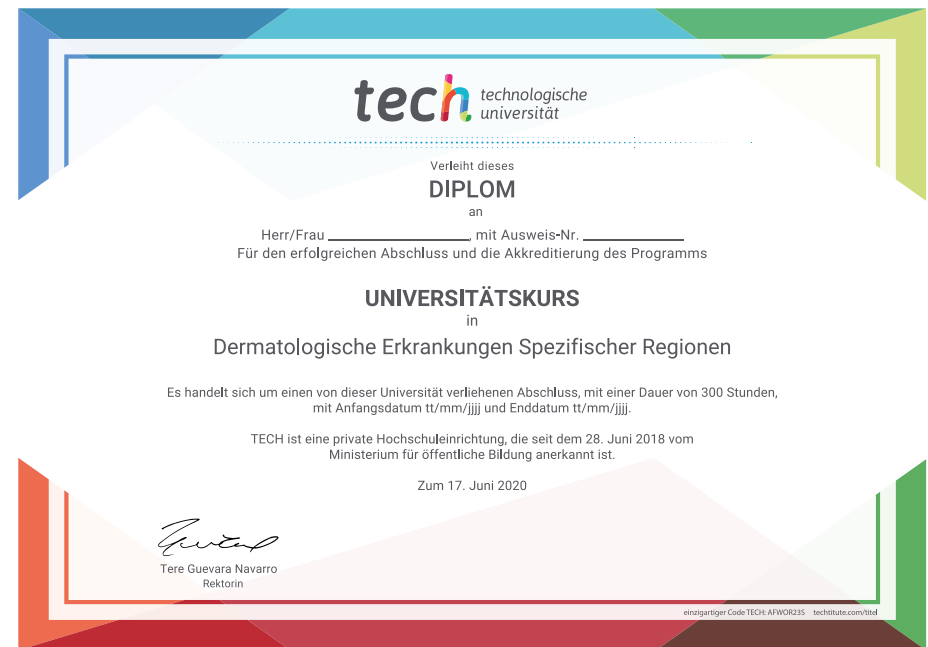 tech technologische
universität
Verleiht dieses
DIPLOM
an
Herr/Frau ____________________, mit Ausweis-Nr. ______________
Für den erfolgreichen Abschluss und die Akkreditierung des Programms
UNIVERSITÄTSKURS
in
Dermatologische Erkrankungen Spezifischer Regionen
Es handelt sich um einen von dieser Universität verliehenen Abschluss, mit einer Dauer von 300 Stunden,
mit Anfangsdatum tt/mm/jjjj und Enddatum tt/mm/jjjj.
TECH ist eine private Hochschuleinrichtung, die seit dem 28. Juni 2018 vom
Ministerium für öffentliche Bildung anerkannt ist.
Zum 17. Juni 2020
Tere Guevara Navarro
Rektorin
einzigartiger Code TECH: AFWOR23S techtitute.com/titel